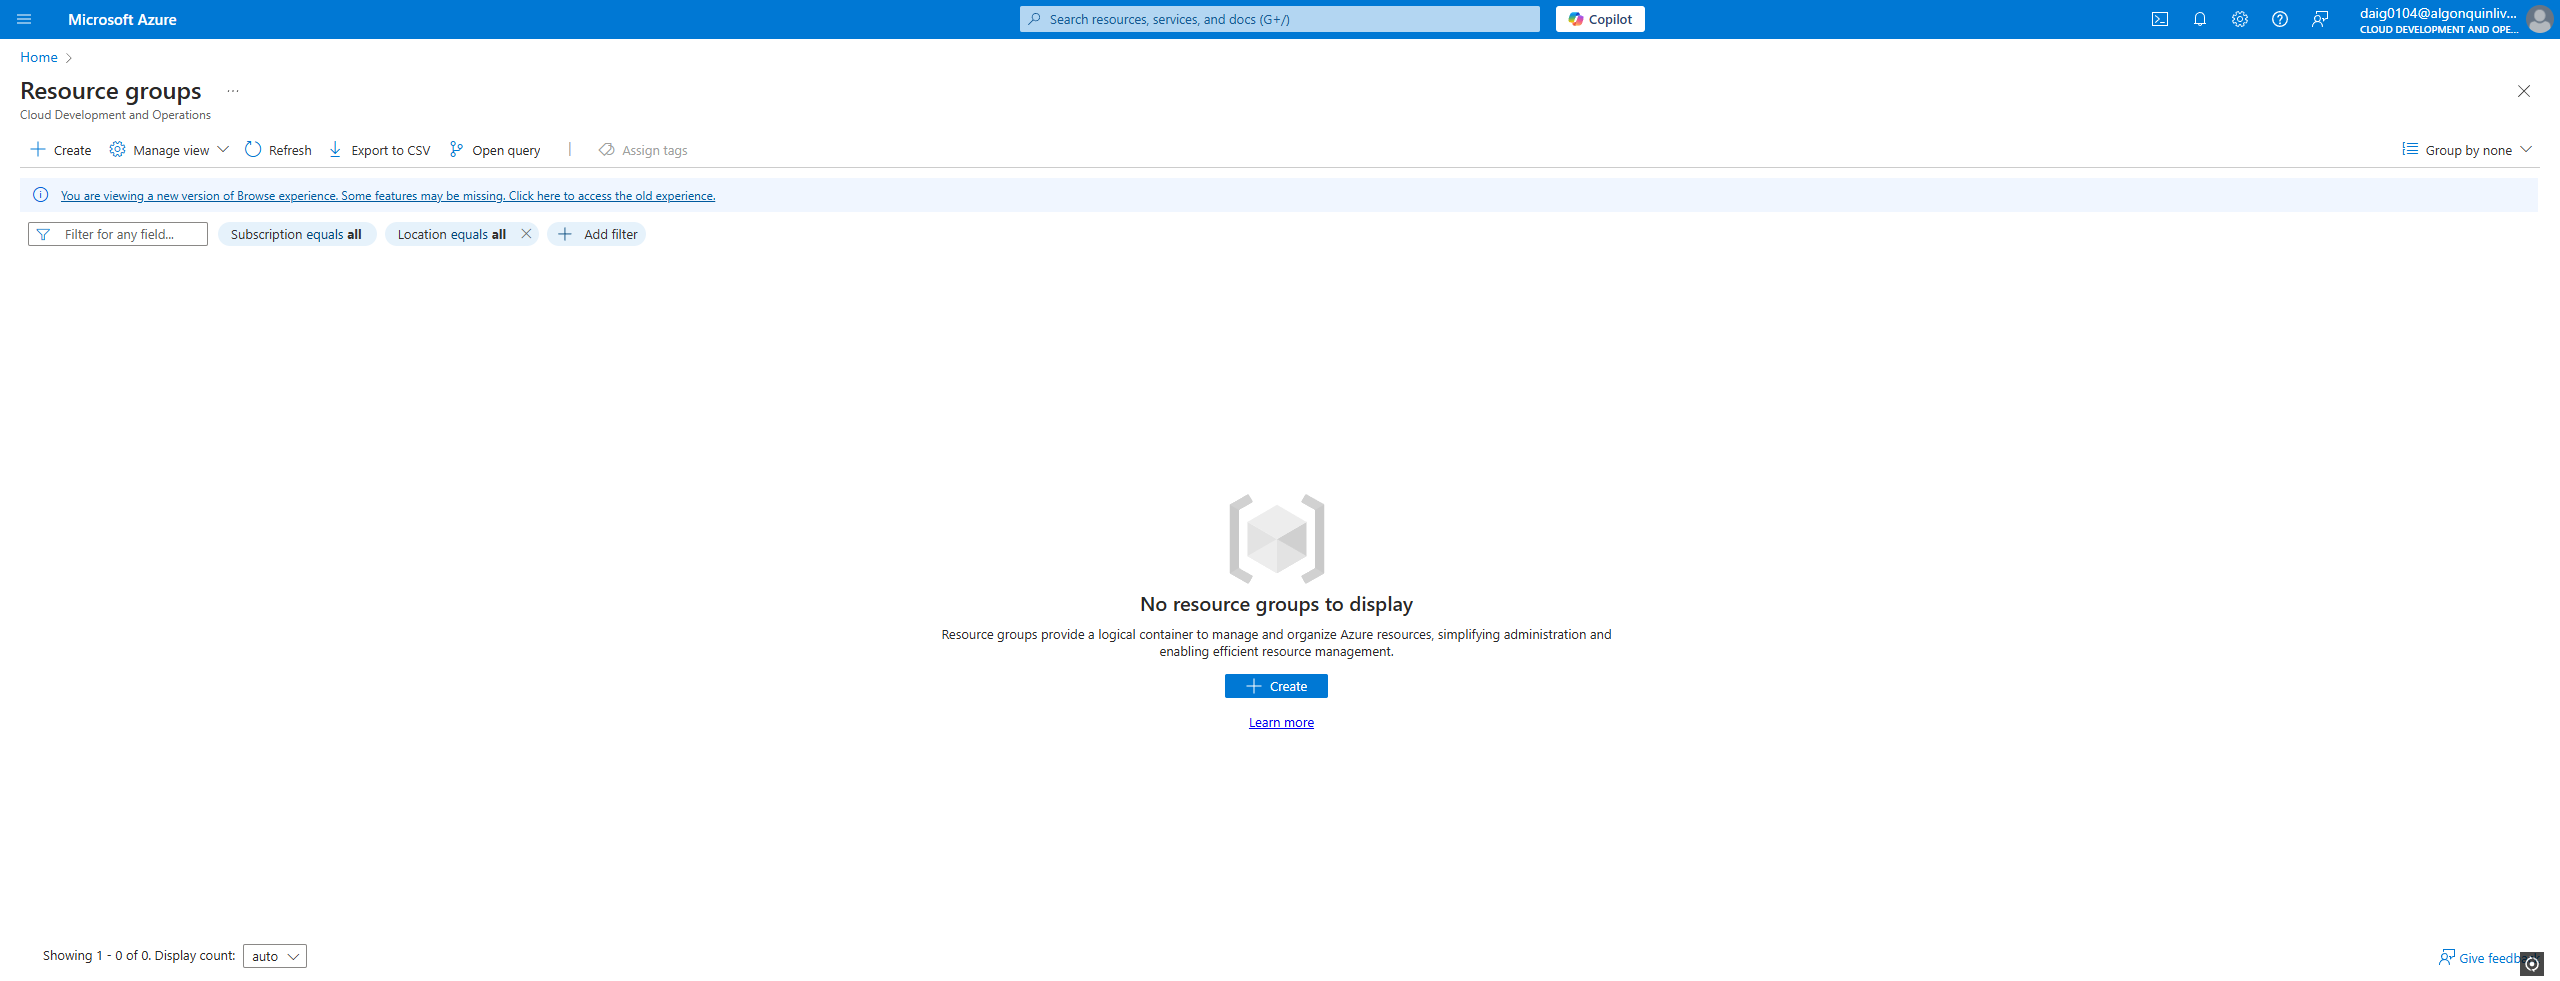 Microsoft Azure
Search resources, services, and docs (G+/)
Copilot
daig0104@algonquinliv...
CLOUD DEVELOPMENT AND OPE...
Home
Resource groups ...
Cloud Development and Operations
Create Manage view Refresh Export to CSV Open query Assign tags Group by none
You are viewing a new version of Browse experience. Some features may be missing. Click here to access the old experience.
Filter for any field... Subscription equals all Location equals all Add filter
No resource groups to display
Resource groups provide a logical container to manage and organize Azure resources, simplifying administration and
enabling efficient resource management.
Create
Learn more
Showing 1 - 0 of 0. Display count: auto
Give